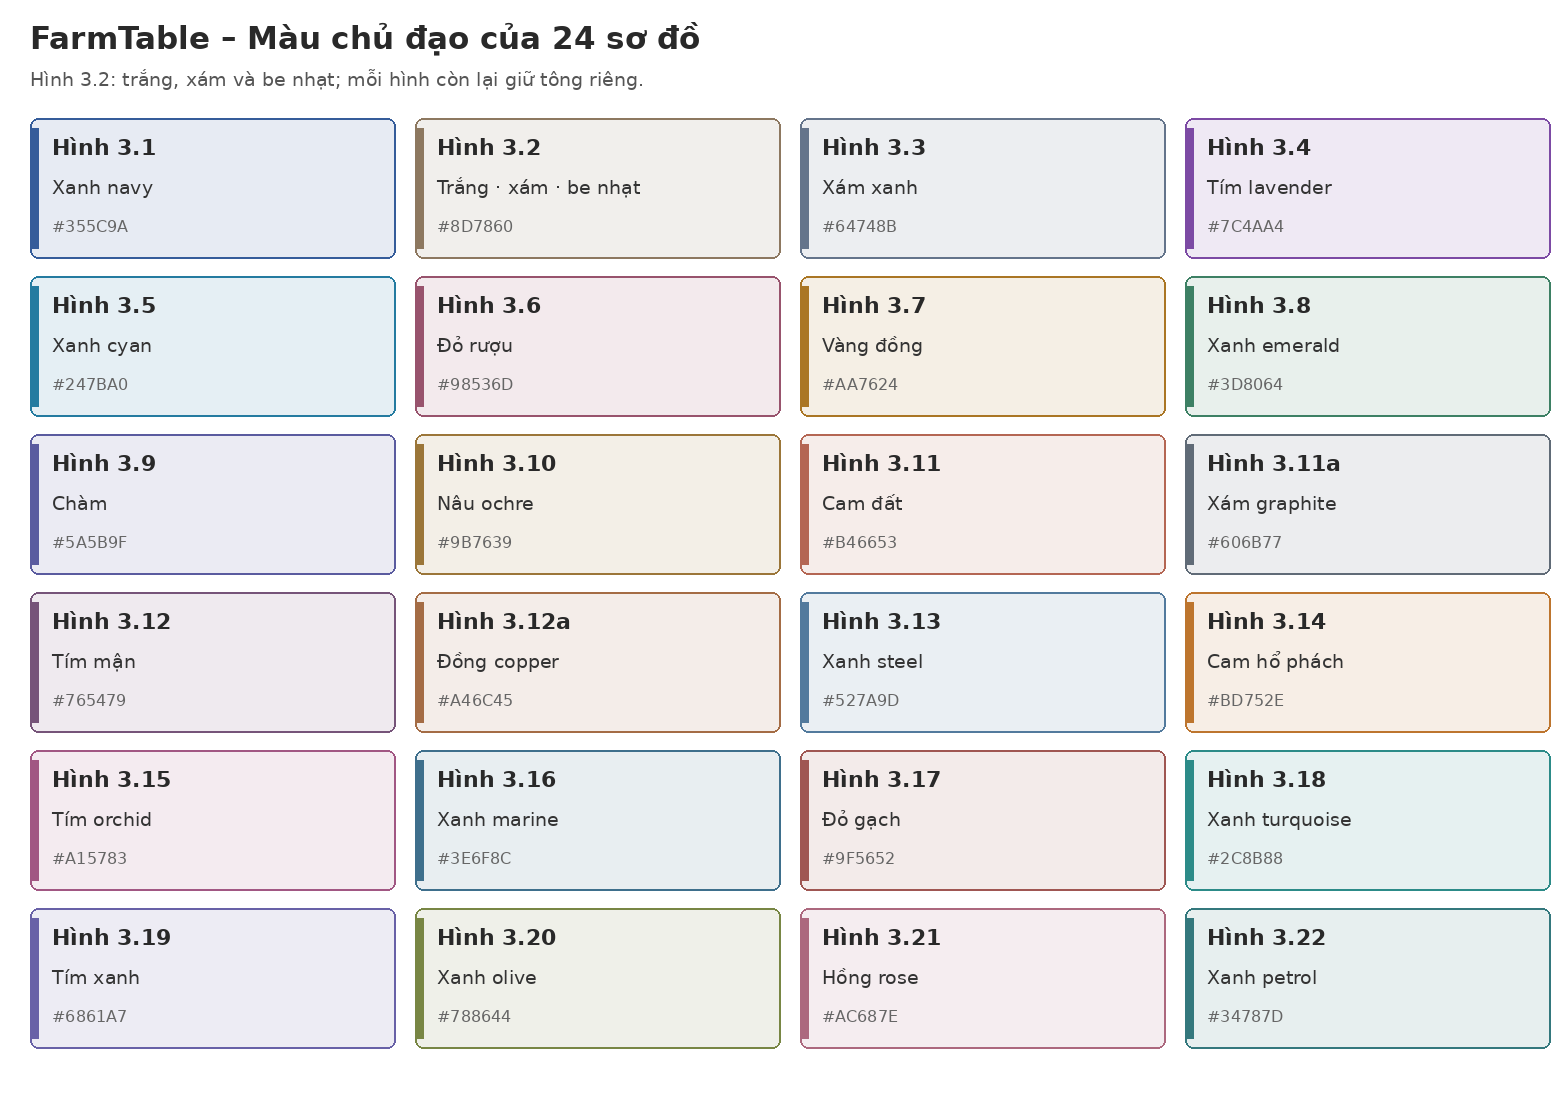 FarmTable – Màu chủ đạo của 24 sơ đồ
Hình 3.2: trắng, xám và be nhạt; mỗi hình còn lại giữ tông riêng.
Hình 3.1
Xanh navy
#355C9A
Hình 3.2
Trắng · xám · be nhạt
#8D7860
Hình 3.3
Xám xanh
#64748B
Hình 3.4
Tím lavender
#7C4AA4
Hình 3.5
Xanh cyan
#247BA0
Hình 3.6
Đỏ rượu
#98536D
Hình 3.7
Vàng đồng
#AA7624
Hình 3.8
Xanh emerald
#3D8064
Hình 3.9
Chàm
#5A5B9F
Hình 3.10
Nâu ochre
#9B7639
Hình 3.11
Cam đất
#B46653
Hình 3.11a
Xám graphite
#606B77
Hình 3.12
Tím mận
#765479
Hình 3.12a
Đồng copper
#A46C45
Hình 3.13
Xanh steel
#527A9D
Hình 3.14
Cam hổ phách
#BD752E
Hình 3.15
Tím orchid
#A15783
Hình 3.16
Xanh marine
#3E6F8C
Hình 3.17
Đỏ gạch
#9F5652
Hình 3.18
Xanh turquoise
#2C8B88
Hình 3.19
Tím xanh
#6861A7
Hình 3.20
Xanh olive
#788644
Hình 3.21
Hồng rose
#AC687E
Hình 3.22
Xanh petrol
#34787D